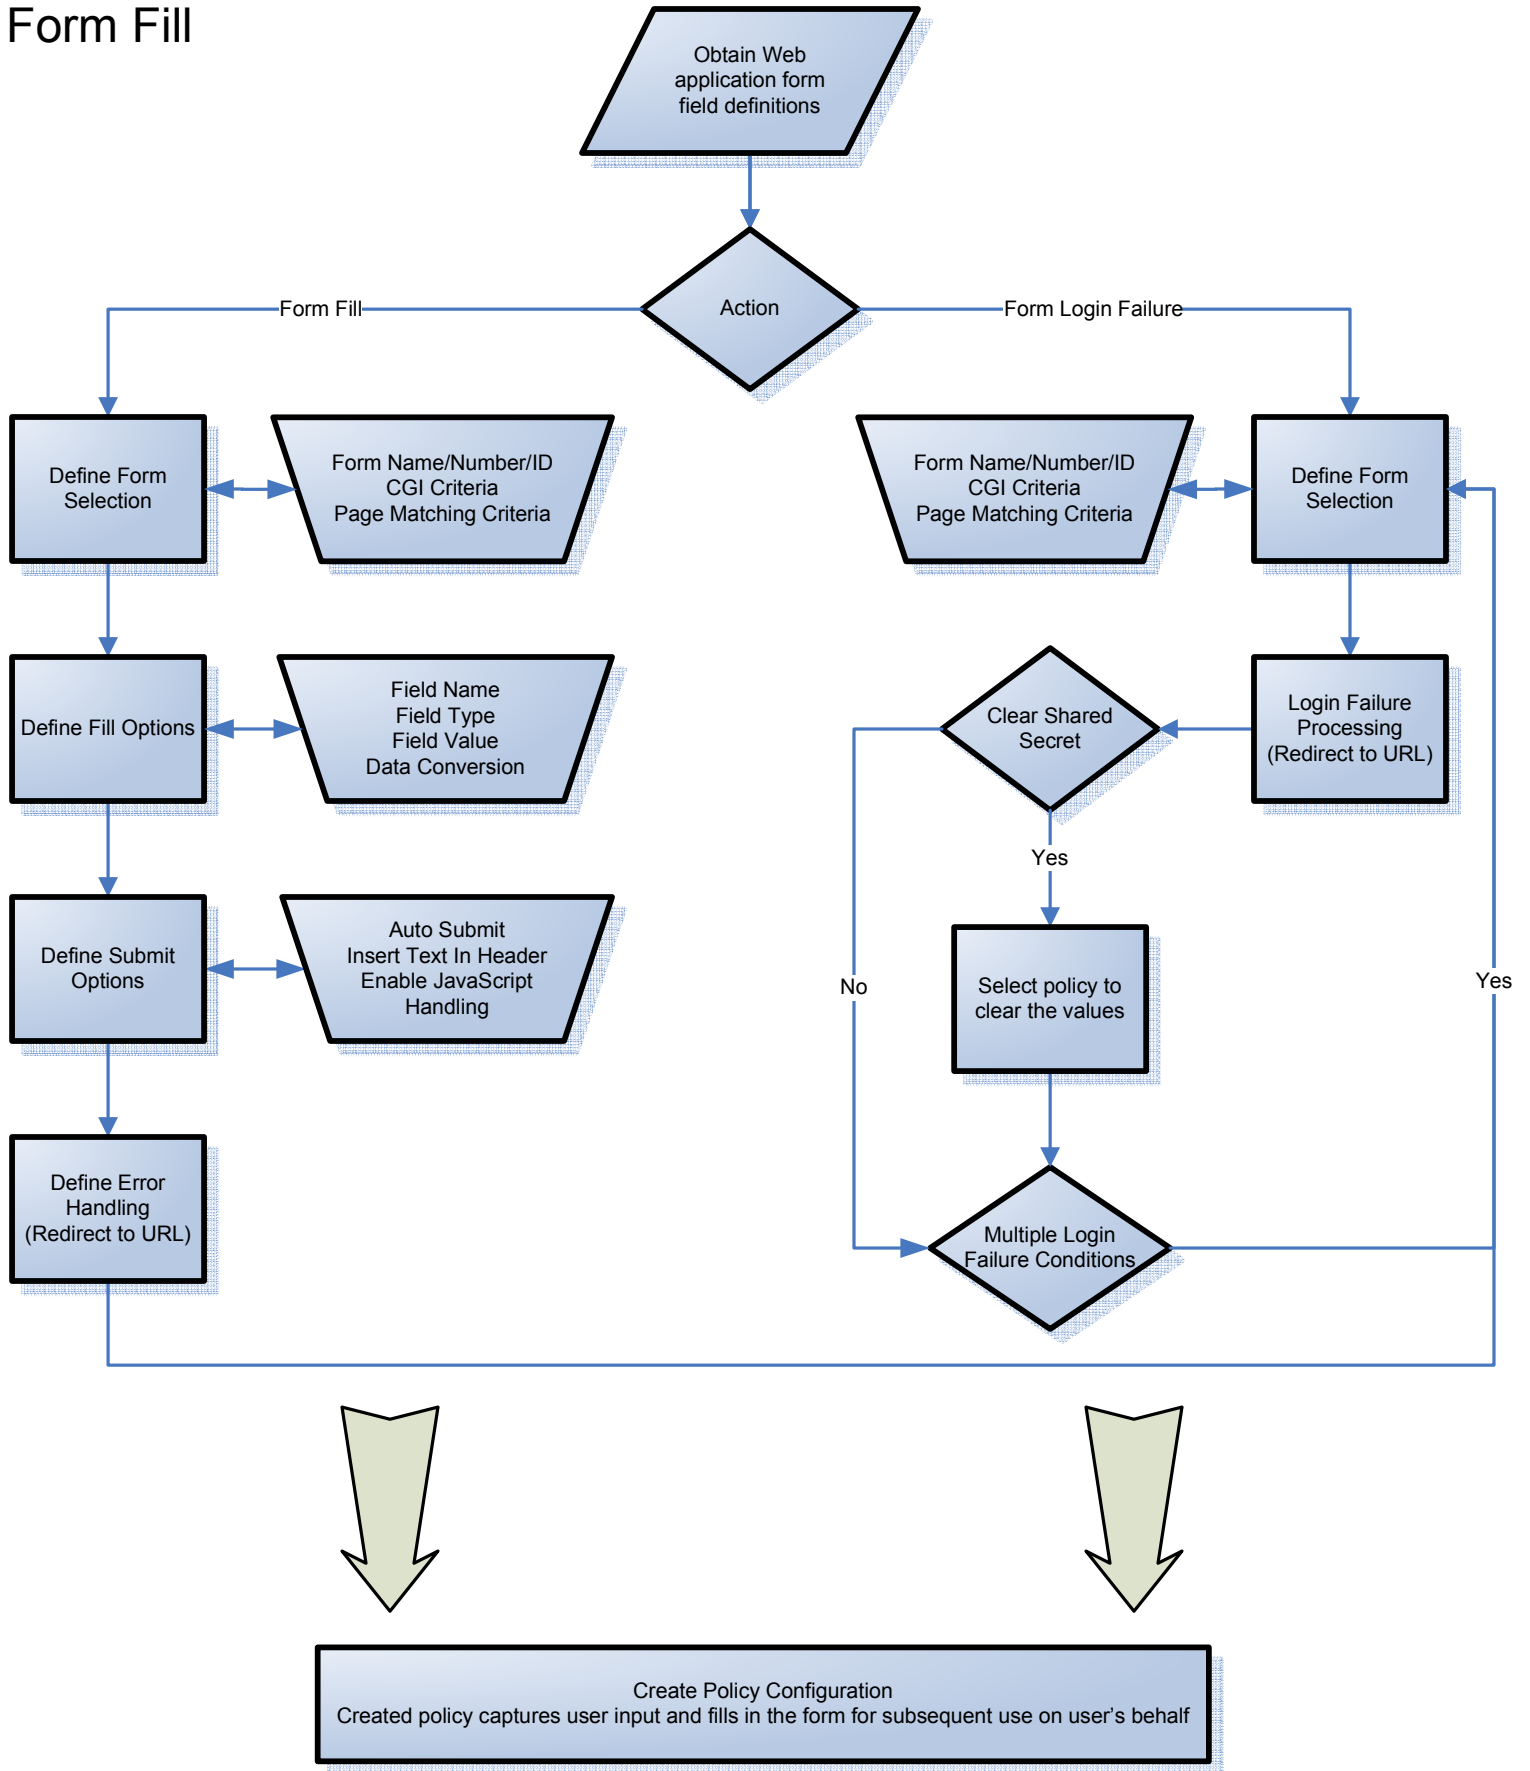 Form Fill
Obtain Web
application form
field definitions
Action
Form Fill
Form Login Failure
Define Form
Selection
Form Name/Number/ID
CGI Criteria
Page Matching Criteria
Form Name/Number/ID
CGI Criteria
Page Matching Criteria
Define Form
Selection
Define Fill Options
Field Name
Field Type
Field Value
Data Conversion
Clear Shared
Secret
Login Failure
Processing
(Redirect to URL)
Yes
Define Submit
Options
Auto Submit
Insert Text In Header
Enable JavaScript
Handling
No
Select policy to
clear the values
Yes
Define Error
Handling
(Redirect to URL)
Multiple Login
Failure Conditions
Create Policy Configuration
Created policy captures user input and fills in the form for subsequent use on user’s behalf